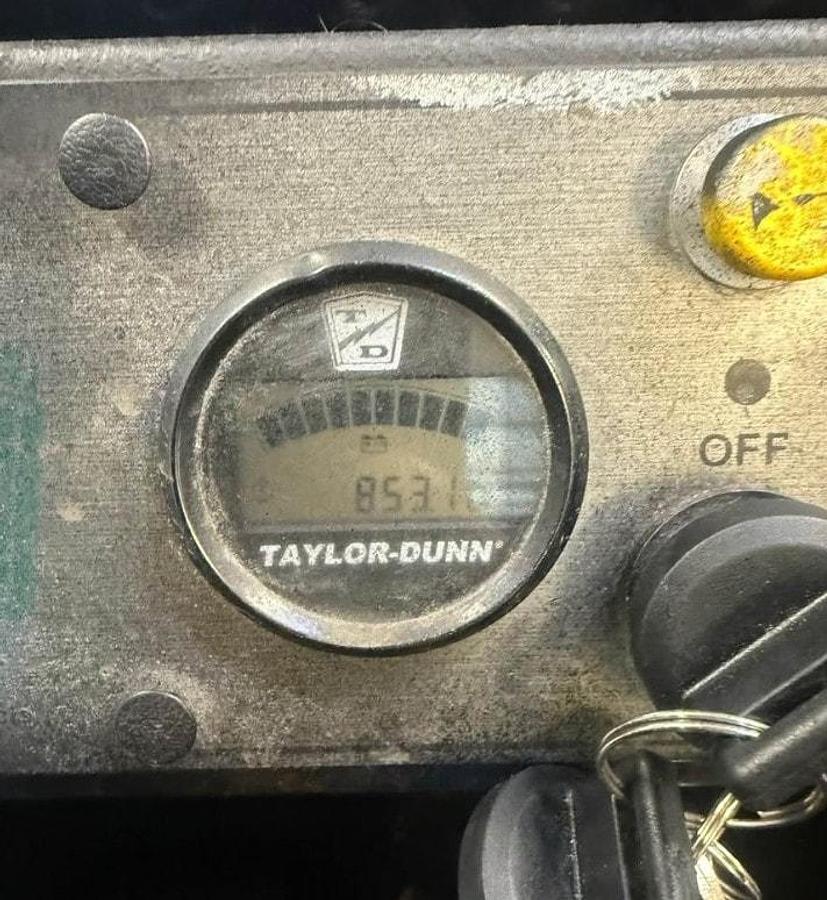 T
D
OFF
8531
TAYLOR-DUNN®